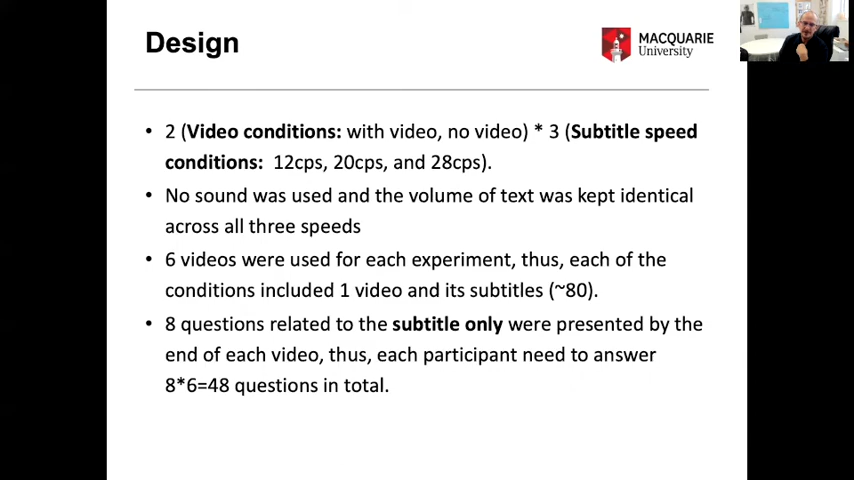 Design
MACQUARIE
University
• 2 (Video conditions: with video, no video) * 3 (Subtitle speed
conditions:  12cps, 20cps, and 28cps).
• No sound was used and the volume of text was kept identical
across all three speeds
• 6 videos were used for each experiment, thus, each of the
conditions included 1 video and its subtitles (~80).
• 8 questions related to the subtitle only were presented by the
end of each video, thus, each participant need to answer
8*6=48 questions in total.